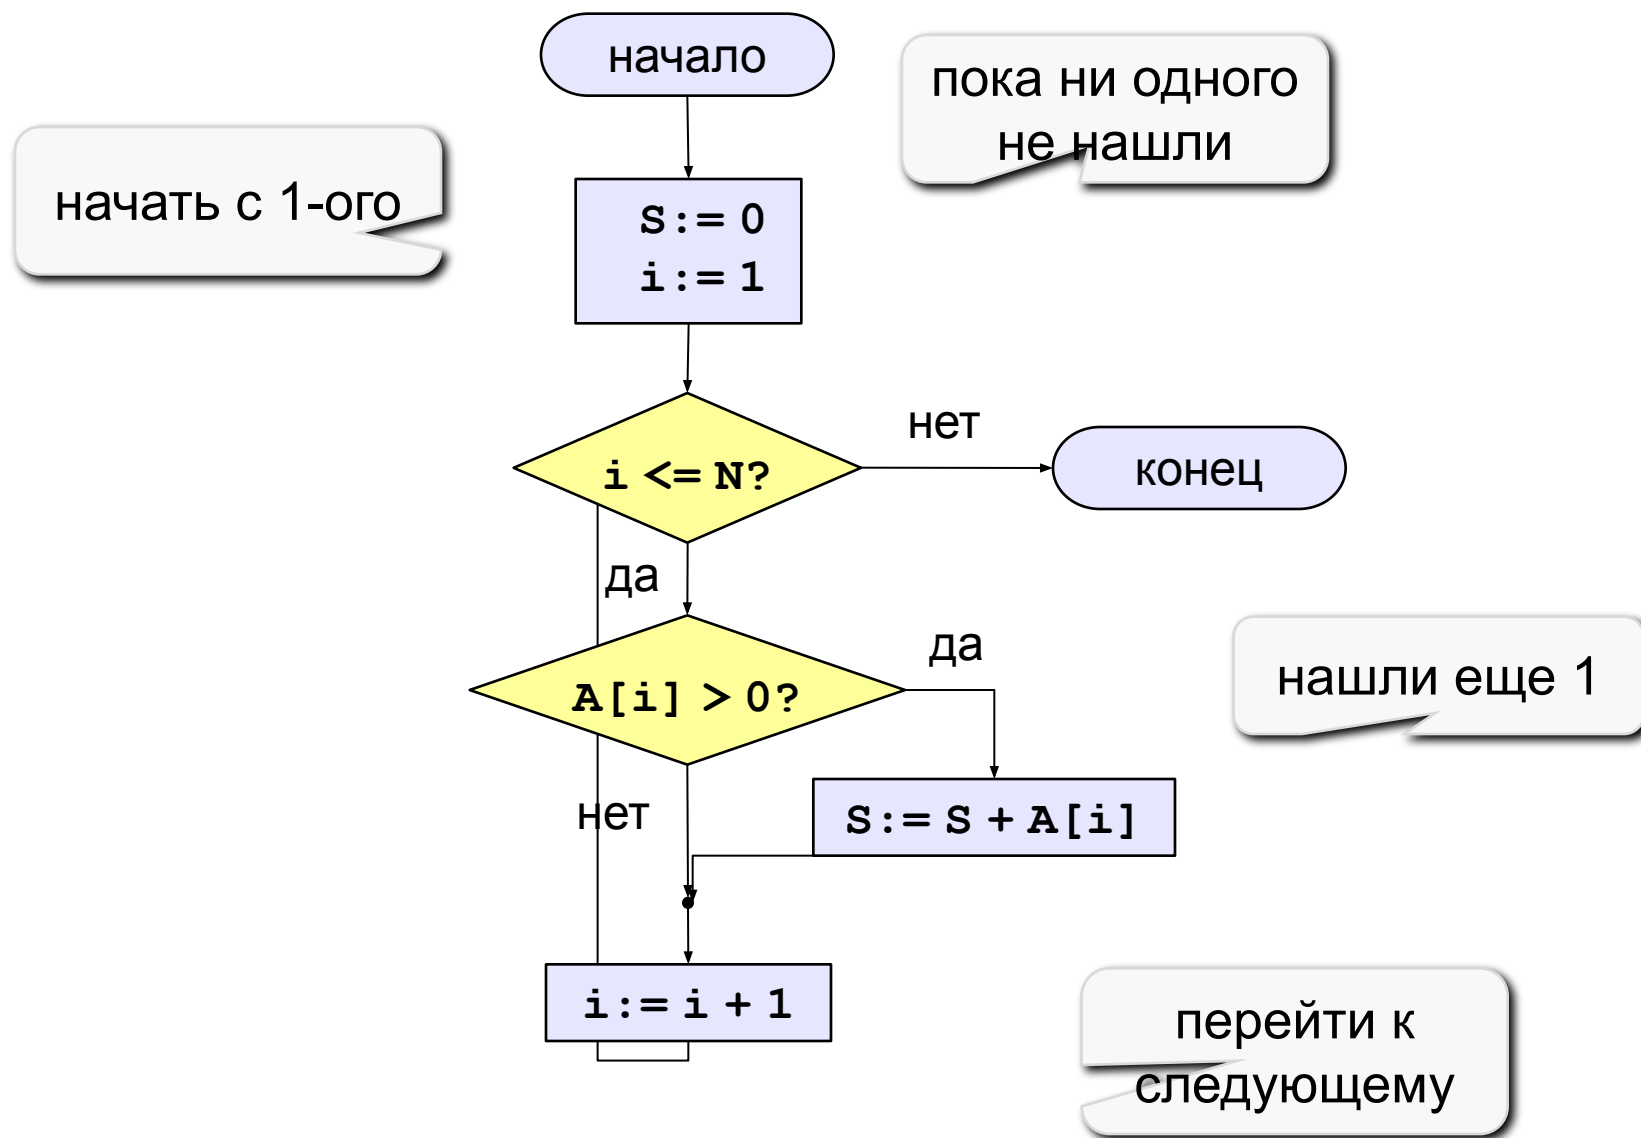 начало
пока ни одного
не нашли
начать с 1-ого
S:= 0
i:= 1
нет
i <= N?
конец
да
да
A[i] > 0?
нашли еще 1
нет
S:= S + A[i]
i:= i + 1
перейти к
следующему